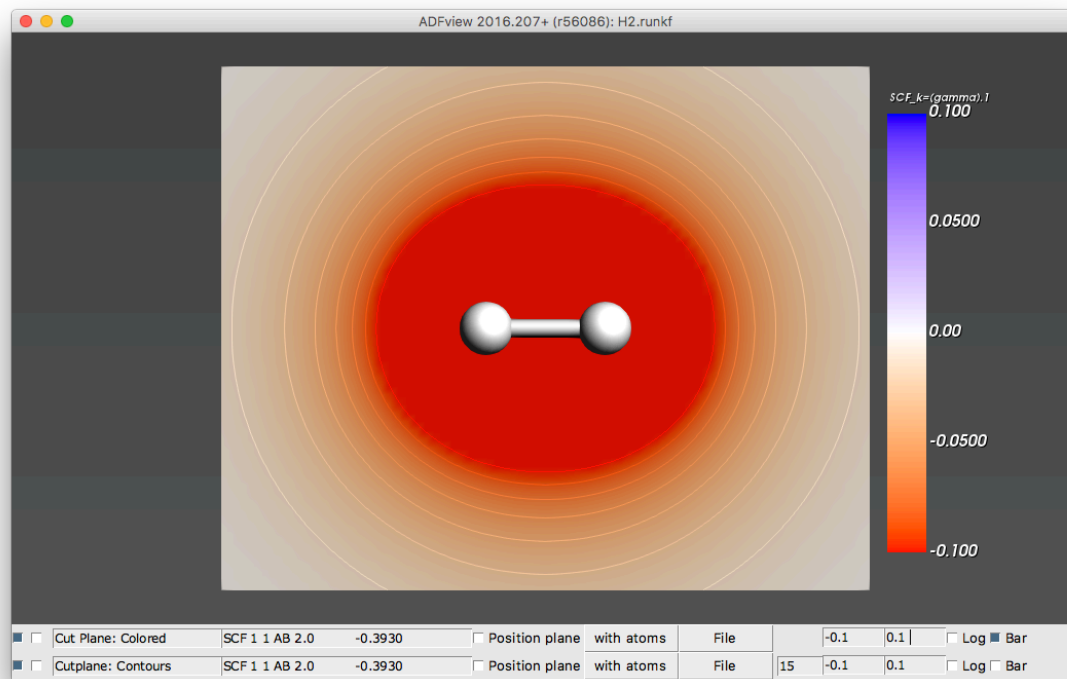 ADFview 2016.207+ (r56086): H2.runkf
SCF_k=(gamma).1
0.100
0.0500
0.00
-0.0500
-0.100
Cut Plane: Colored SCF 1 1 AB 2.0 -0.3930 Position plane with atoms File -0.1 0.1 Log Bar
Cutplane: Contours SCF 1 1 AB 2.0 -0.3930 Position plane with atoms File 15 -0.1 0.1 Log Bar